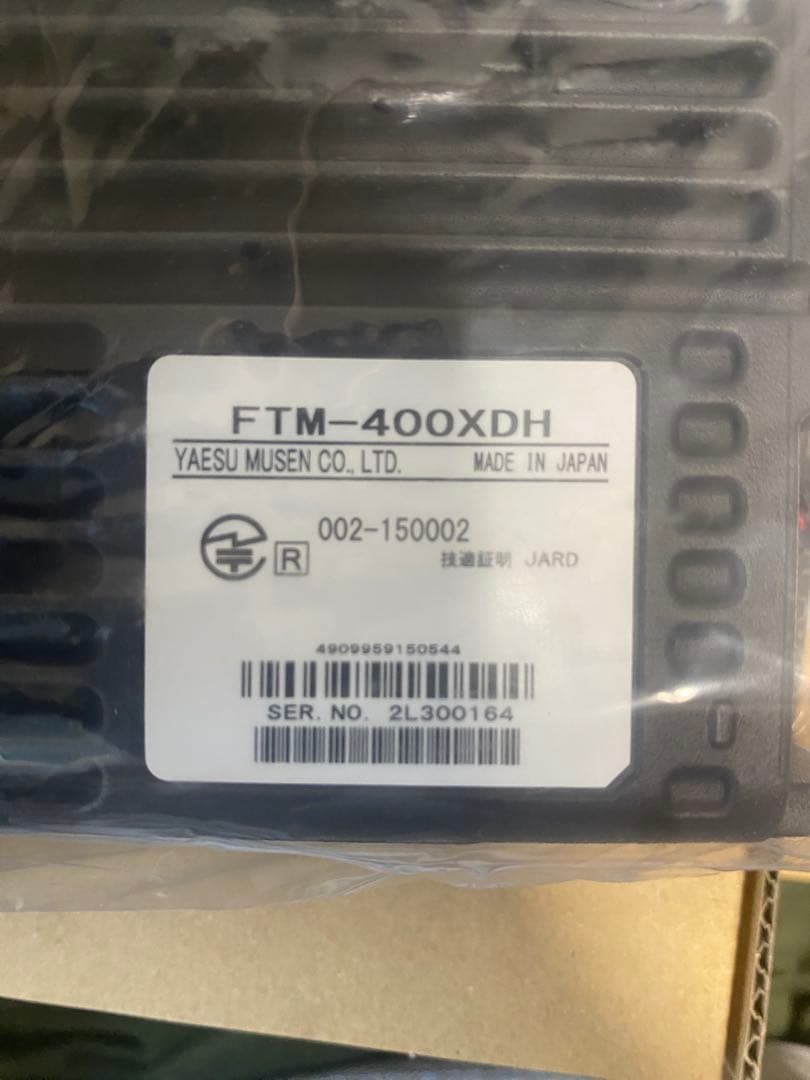 FTM-400XDH
YAESU MUSEN CO., LTD. MADE IN JAPAN
R 002-150002
技適証明 JARD
4909959150544
SER. NO. 2L300164